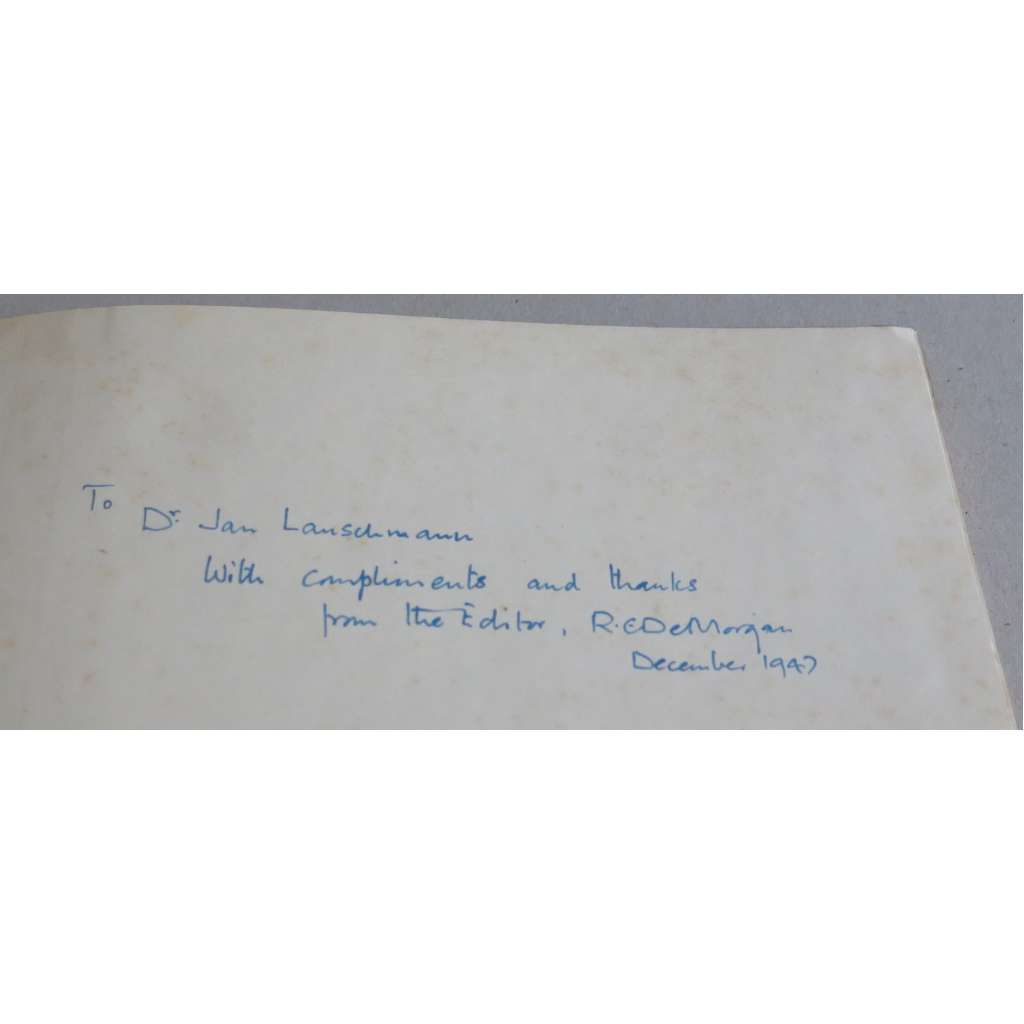 To
Dr. Jan Lauschmann
With compliments and thanks
from the Editor, R.C DeMorgan
December 1947